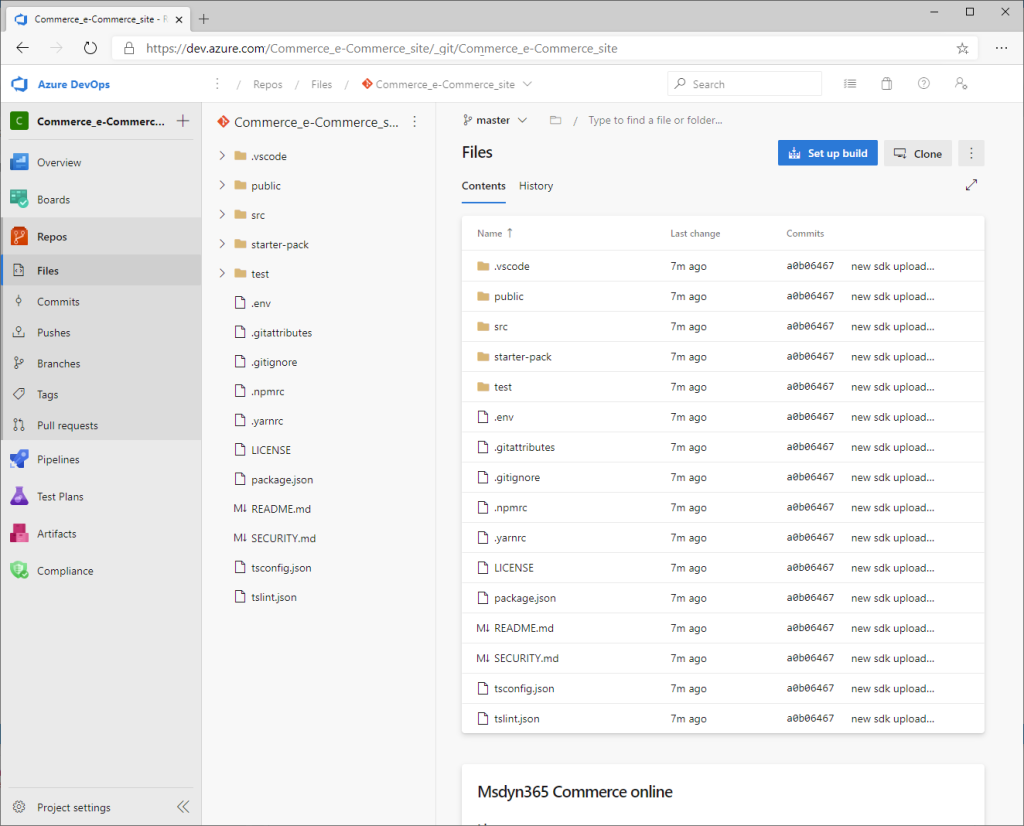 Commerce_e-Commerce_site - R
https://dev.azure.com/Commerce_e-Commerce_site/_git/Commerce_e-Commerce_site
Azure DevOps
/ Repos / Files / Commerce_e-Commerce_site
Search
C Commerce_e-Commerc...
Overview
Boards
Repos
Files
Commits
Pushes
Branches
Tags
Pull requests
Pipelines
Test Plans
Artifacts
Compliance
Project settings
Commerce_e-Commerce_s...
.vscode
public
src
starter-pack
test
.env
.gitattributes
.gitignore
.npmrc
.yarnrc
LICENSE
package.json
M↓ README.md
M↓ SECURITY.md
tsconfig.json
tslint.json
master / Type to find a file or folder...
Files
Set up build
Clone
Contents History
Name ↑ Last change Commits
.vscode 7m ago a0b06467 new sdk upload...
public 7m ago a0b06467 new sdk upload...
src 7m ago a0b06467 new sdk upload...
starter-pack 7m ago a0b06467 new sdk upload...
test 7m ago a0b06467 new sdk upload...
.env 7m ago a0b06467 new sdk upload...
.gitattributes 7m ago a0b06467 new sdk upload...
.gitignore 7m ago a0b06467 new sdk upload...
.npmrc 7m ago a0b06467 new sdk upload...
.yarnrc 7m ago a0b06467 new sdk upload...
LICENSE 7m ago a0b06467 new sdk upload...
package.json 7m ago a0b06467 new sdk upload...
M↓ README.md 7m ago a0b06467 new sdk upload...
M↓ SECURITY.md 7m ago a0b06467 new sdk upload...
tsconfig.json 7m ago a0b06467 new sdk upload...
tslint.json 7m ago a0b06467 new sdk upload...
Msdyn365 Commerce online